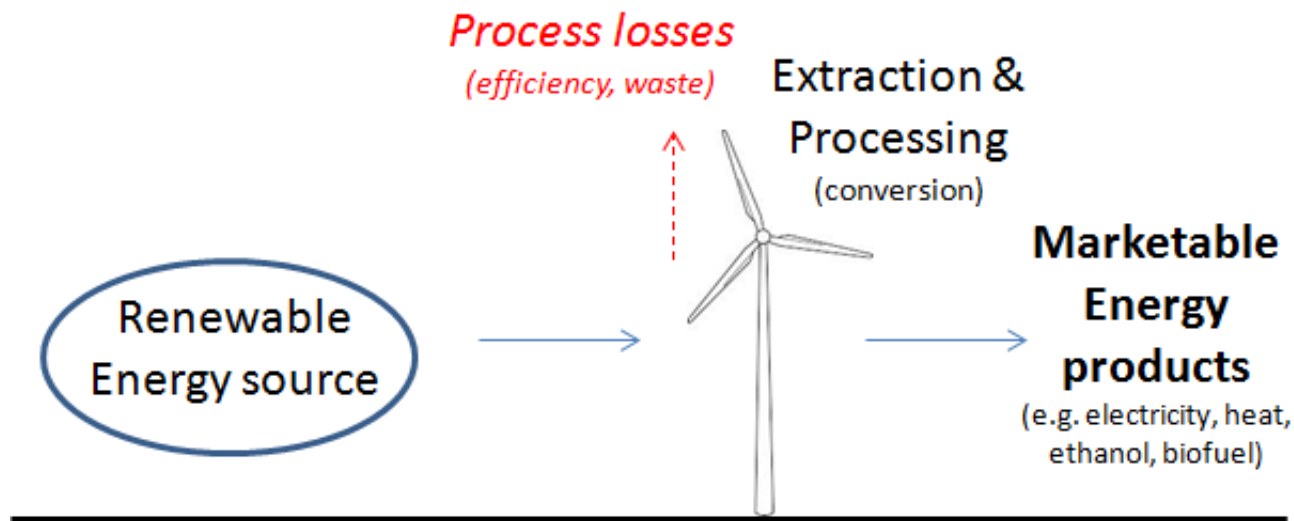 Process losses
(efficiency, waste)
Extraction &
Processing
(conversion)
Renewable
Energy source
Marketable
Energy
products
(e.g. electricity, heat,
ethanol, biofuel)